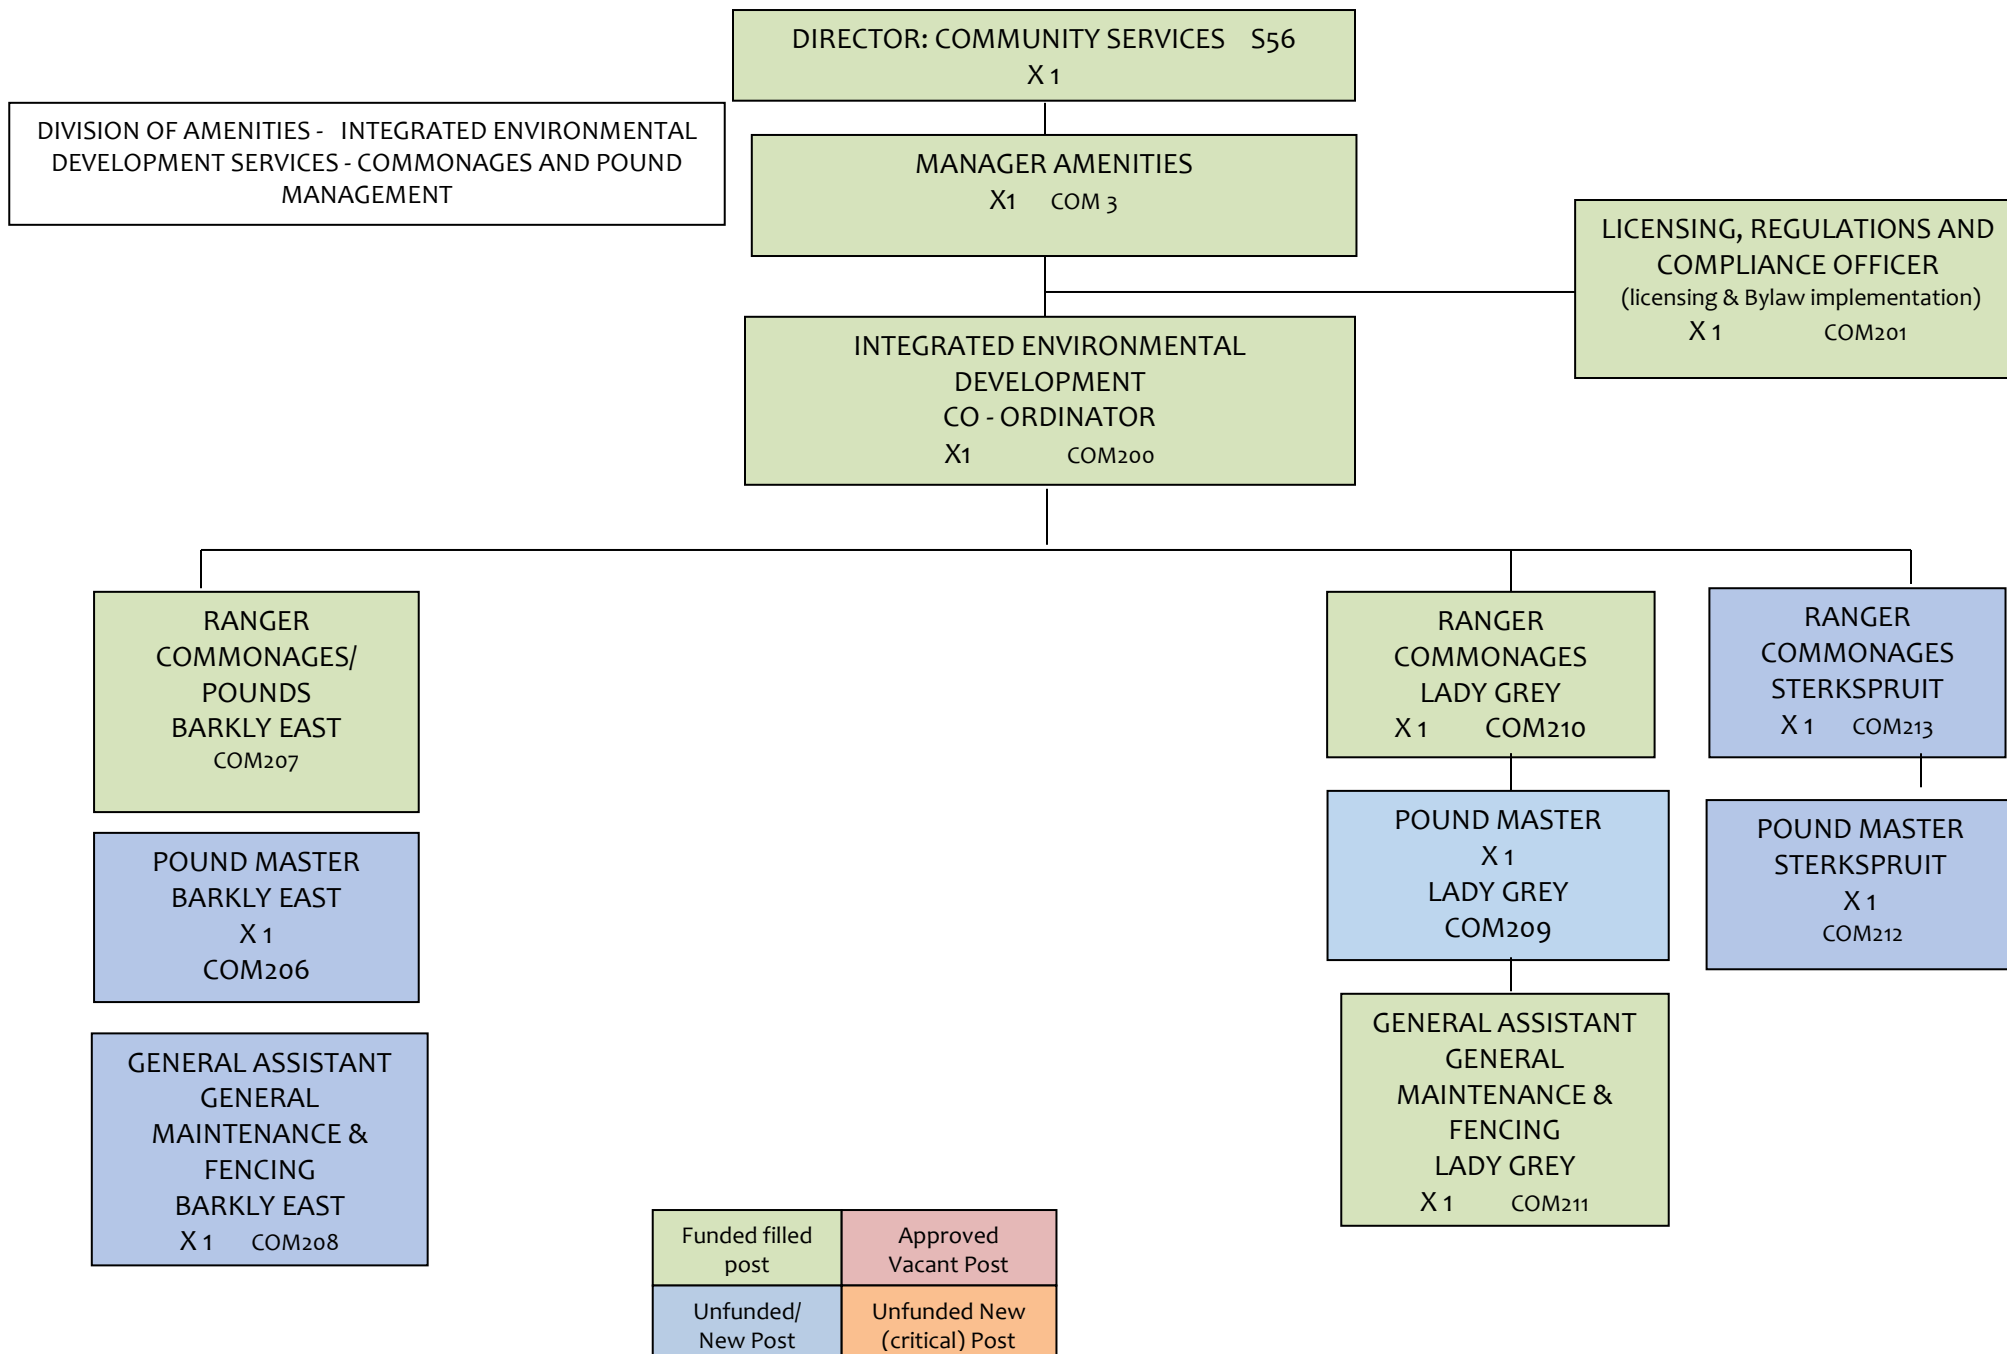 DIRECTOR: COMMUNITY SERVICES S56
X 1
DIVISION OF AMENITIES - INTEGRATED ENVIRONMENTAL
DEVELOPMENT SERVICES - COMMONAGES AND POUND
MANAGEMENT
MANAGER AMENITIES
X1 COM 3
LICENSING, REGULATIONS AND
COMPLIANCE OFFICER
(licensing & Bylaw implementation)
X 1 COM201
INTEGRATED ENVIRONMENTAL
DEVELOPMENT
CO - ORDINATOR
X1 COM200
RANGER
COMMONAGES/
POUNDS
BARKLY EAST
COM207
RANGER
COMMONAGES
LADY GREY
X 1 COM210
RANGER
COMMONAGES
STERKSPRUIT
X 1 COM213
POUND MASTER
BARKLY EAST
X 1
COM206
POUND MASTER
X 1
LADY GREY
COM209
POUND MASTER
STERKSPRUIT
X 1
COM212
GENERAL ASSISTANT
GENERAL
MAINTENANCE &
FENCING
BARKLY EAST
X 1 COM208
GENERAL ASSISTANT
GENERAL
MAINTENANCE &
FENCING
LADY GREY
X 1 COM211
Funded filled
post
Approved
Vacant Post
Unfunded/
New Post
Unfunded New
(critical) Post